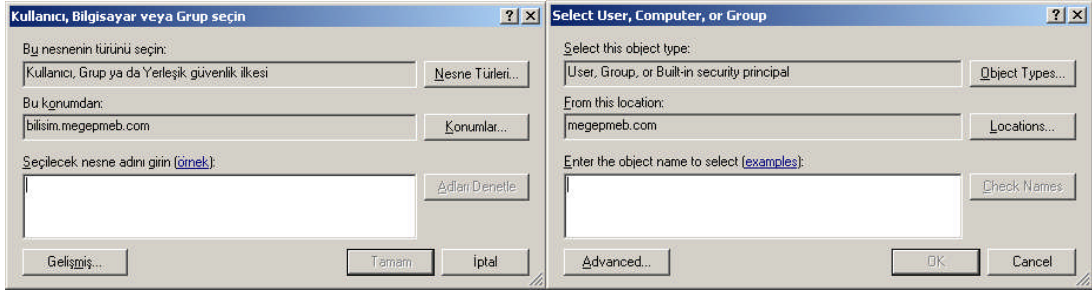 Kullanıcı, Bilgisayar veya Grup seçin
Bu nesnenin türünü seçin:
Kullanıcı, Grup ya da Yerleşik güvenlik ilkesi
Nesne Türleri...
Bu konumdan:
bilisim.megepmeb.com
Konumlar...
Seçilecek nesne adını girin (örnek):
Adları Denetle
Gelişmiş...
Tamam
İptal
Select User, Computer, or Group
Select this object type:
User, Group, or Built-in security principal
Object Types...
From this location:
megepmeb.com
Locations...
Enter the object name to select (examples):
Check Names
Advanced...
OK
Cancel